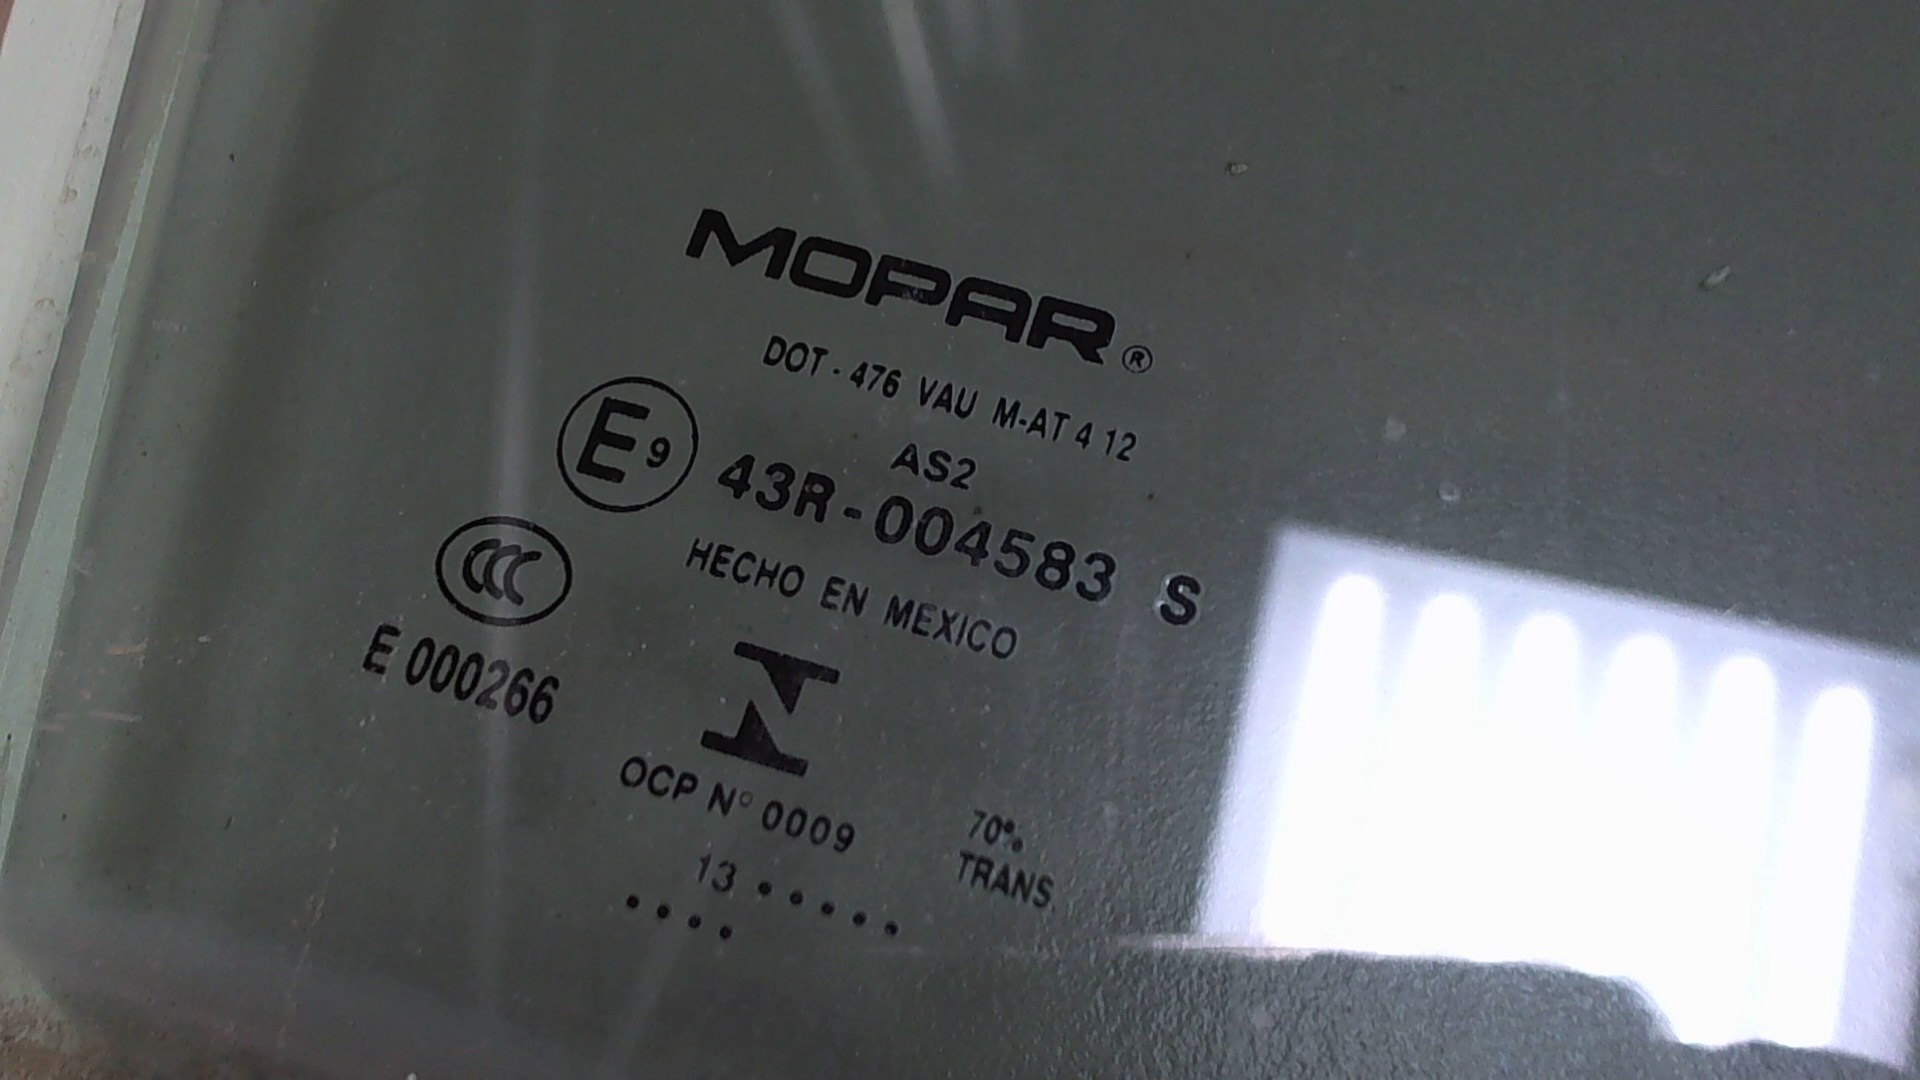 MOPAR®
DOT - 476 VAU M-AT 4 12
AS2
E9 43R-004583 S
HECHO EN MEXICO
CCC
E 000266
OCP N° 0009
70% TRANS.
13 • • • • •
• • • •